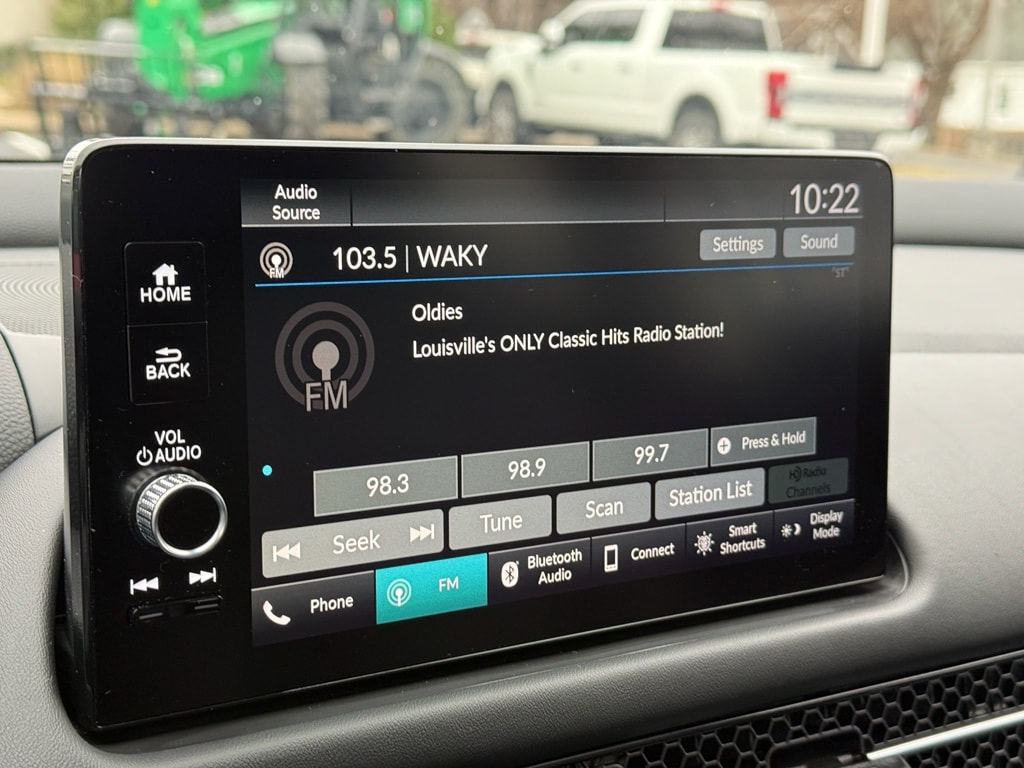 Audio
Source
10:22
FM
103.5 | WAKY
Settings
Sound
"ST"
HOME
BACK
VOL
AUDIO
Oldies
Louisville's ONLY Classic Hits Radio Station!
FM
98.3
98.9
99.7
Press & Hold
Seek
Tune
Scan
Station List
HD Radio
Channels
Phone
FM
Bluetooth
Audio
Connect
Smart
Shortcuts
Display
Mode